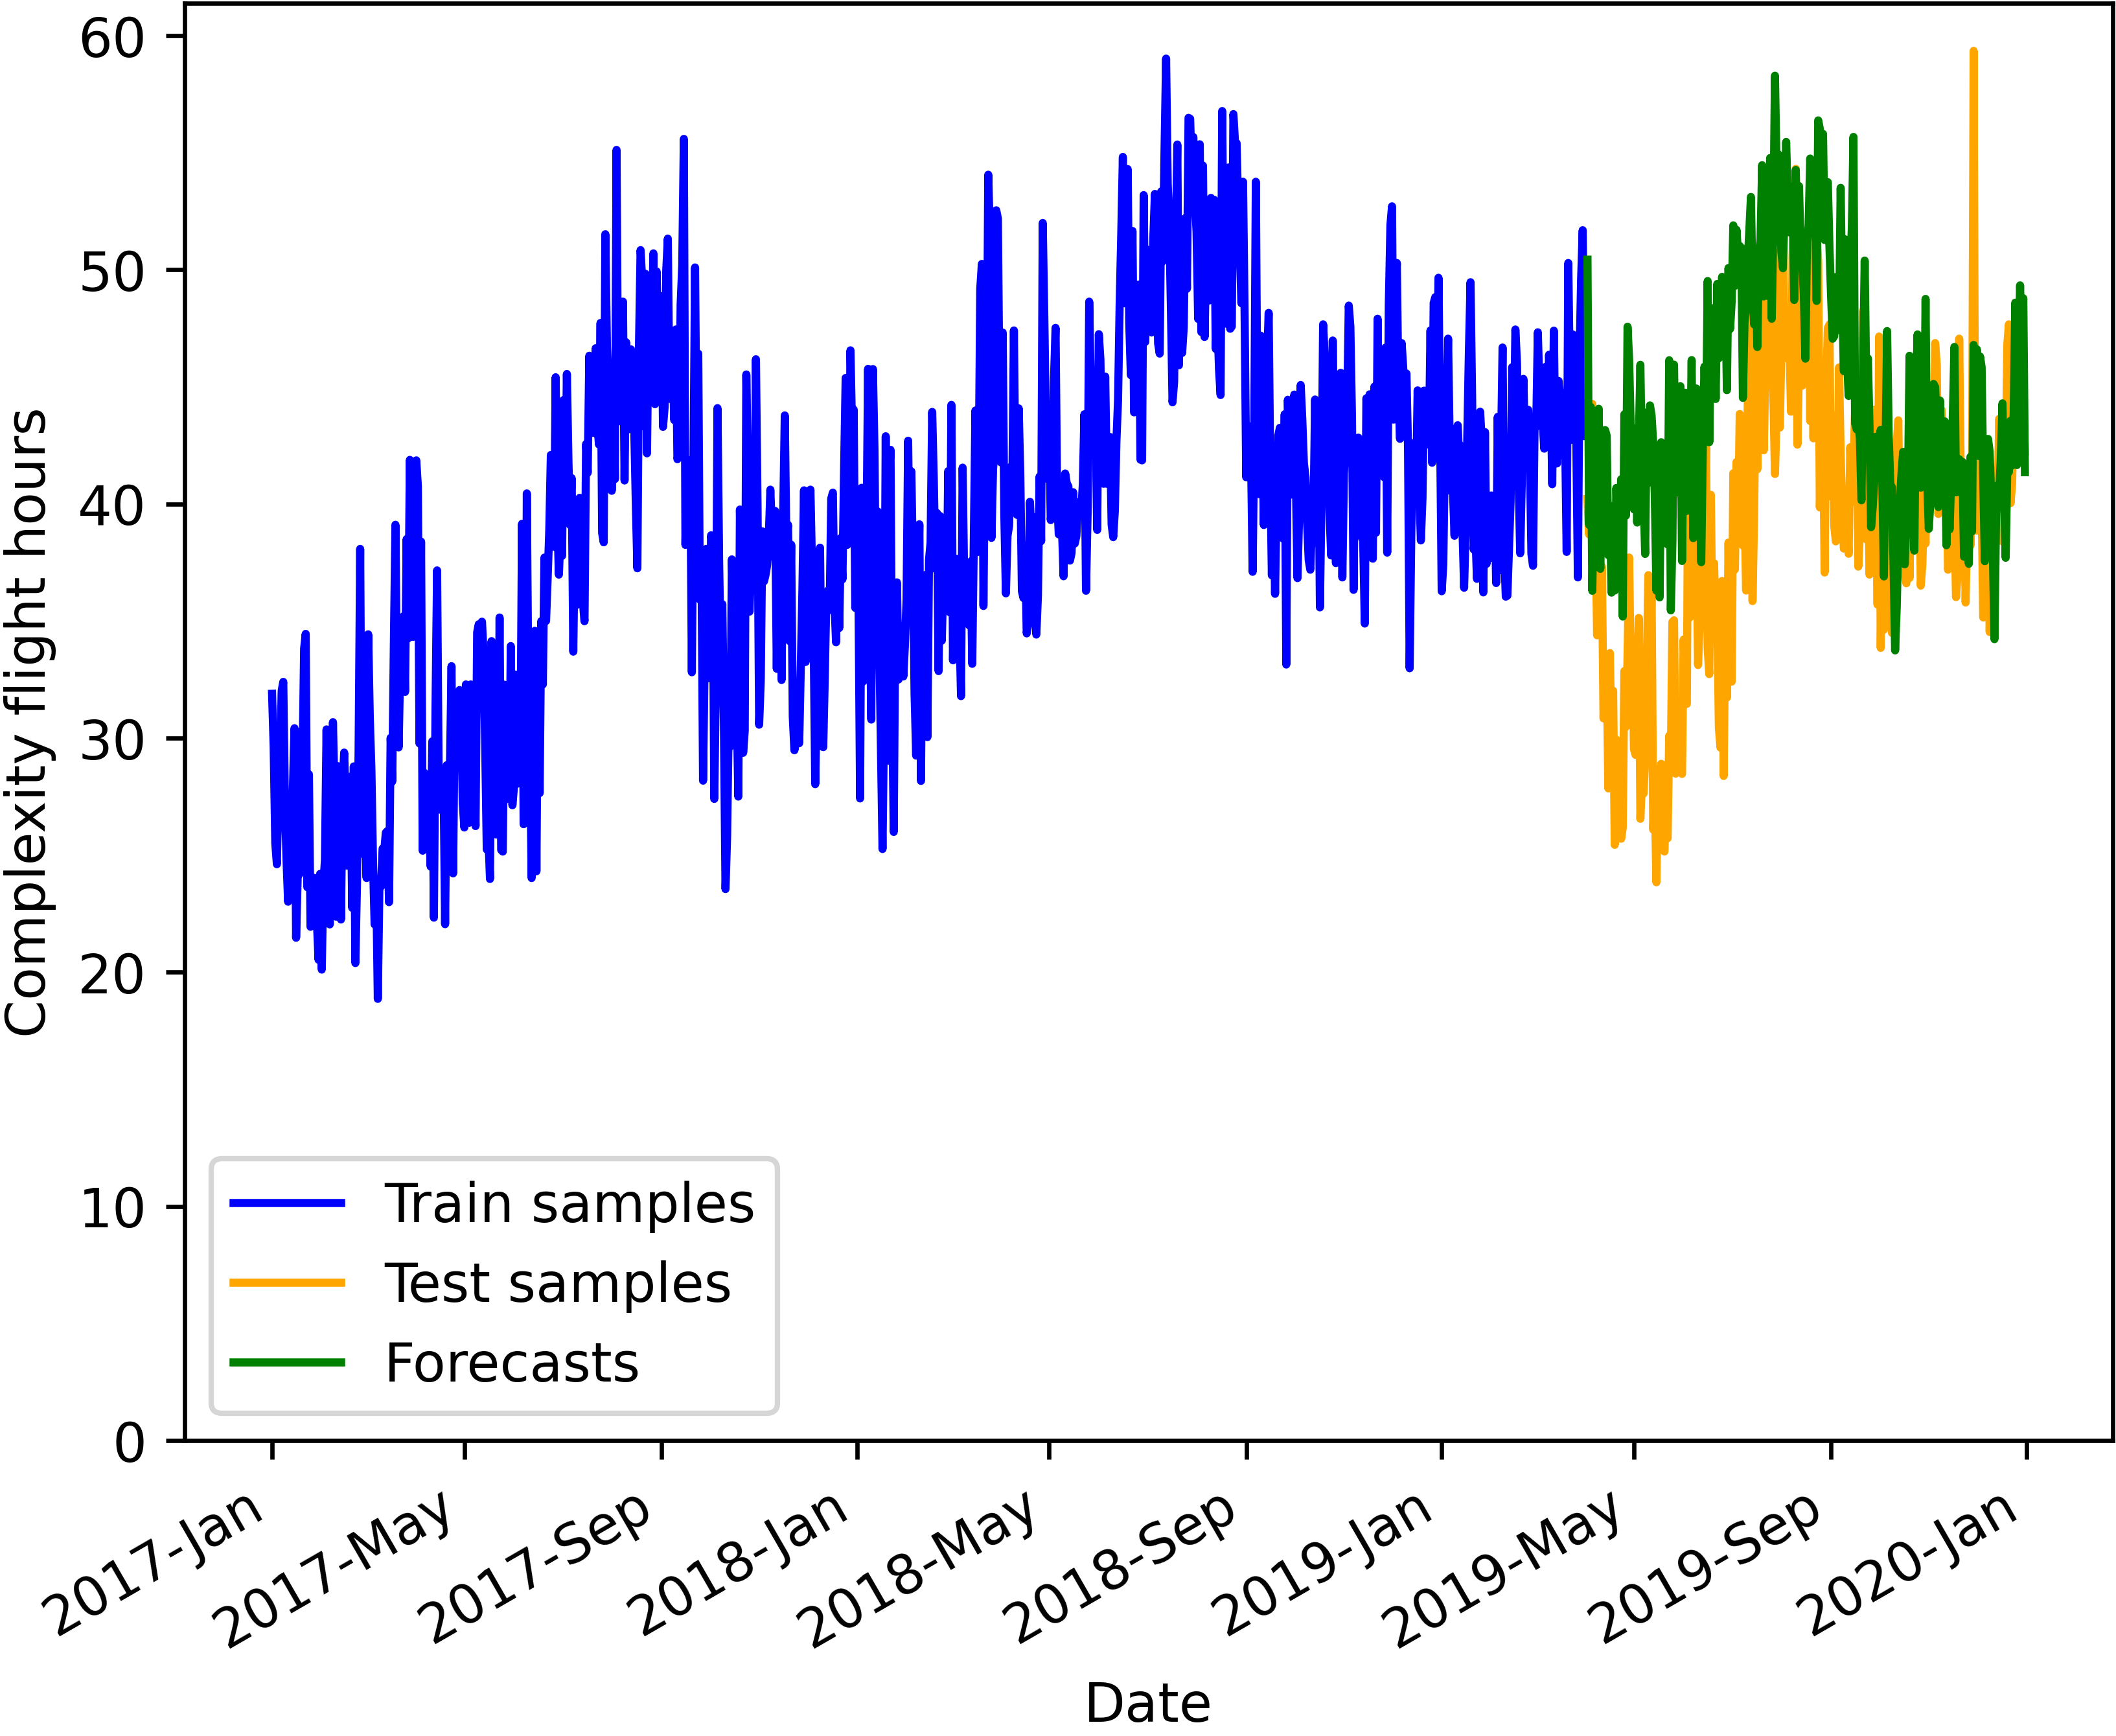 60
50
40
30
20
10
0
Complexity flight hours
Train samples
Test samples
Forecasts
2017-Jan
2017-May
2017-Sep
2018-Jan
2018-May
2018-Sep
2019-Jan
2019-May
2019-Sep
2020-Jan
Date